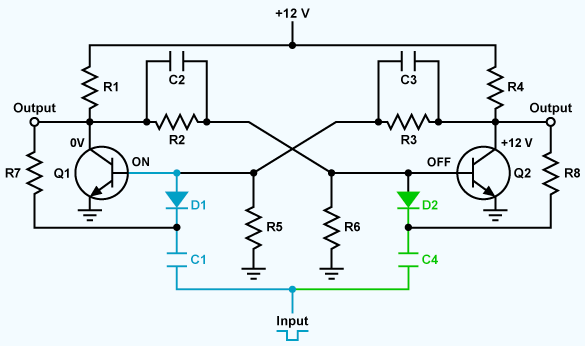 +12 V
R1
C2
C3
R4
Output
R2
R3
Output
0V
+12 V
R7
Q1
ON
OFF
Q2
R8
D1
R5
R6
D2
C1
C4
Input